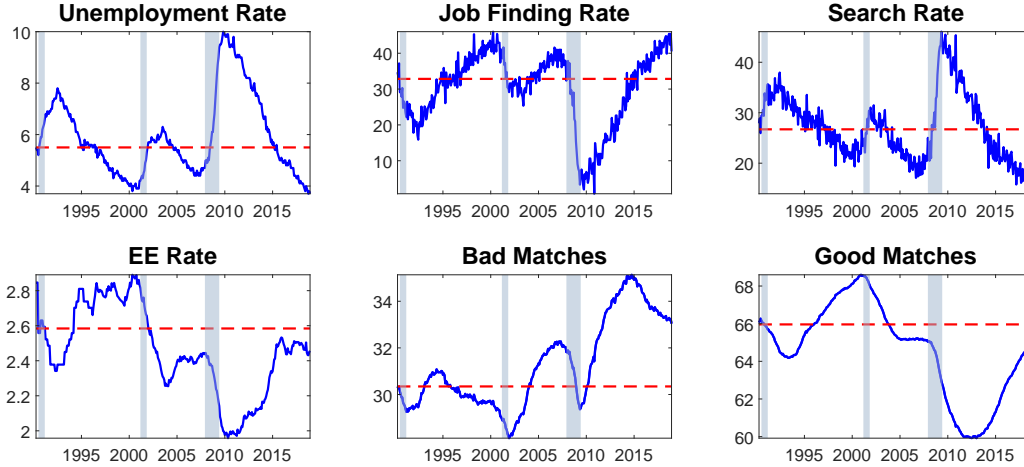 Unemployment Rate
10
8
6
4
1995 2000 2005 2010 2015
Job Finding Rate
40
30
20
10
1995 2000 2005 2010 2015
Search Rate
40
30
20
1995 2000 2005 2010 2015
EE Rate
2.8
2.6
2.4
2.2
2
1995 2000 2005 2010 2015
Bad Matches
34
32
30
1995 2000 2005 2010 2015
Good Matches
68
66
64
62
60
1995 2000 2005 2010 2015